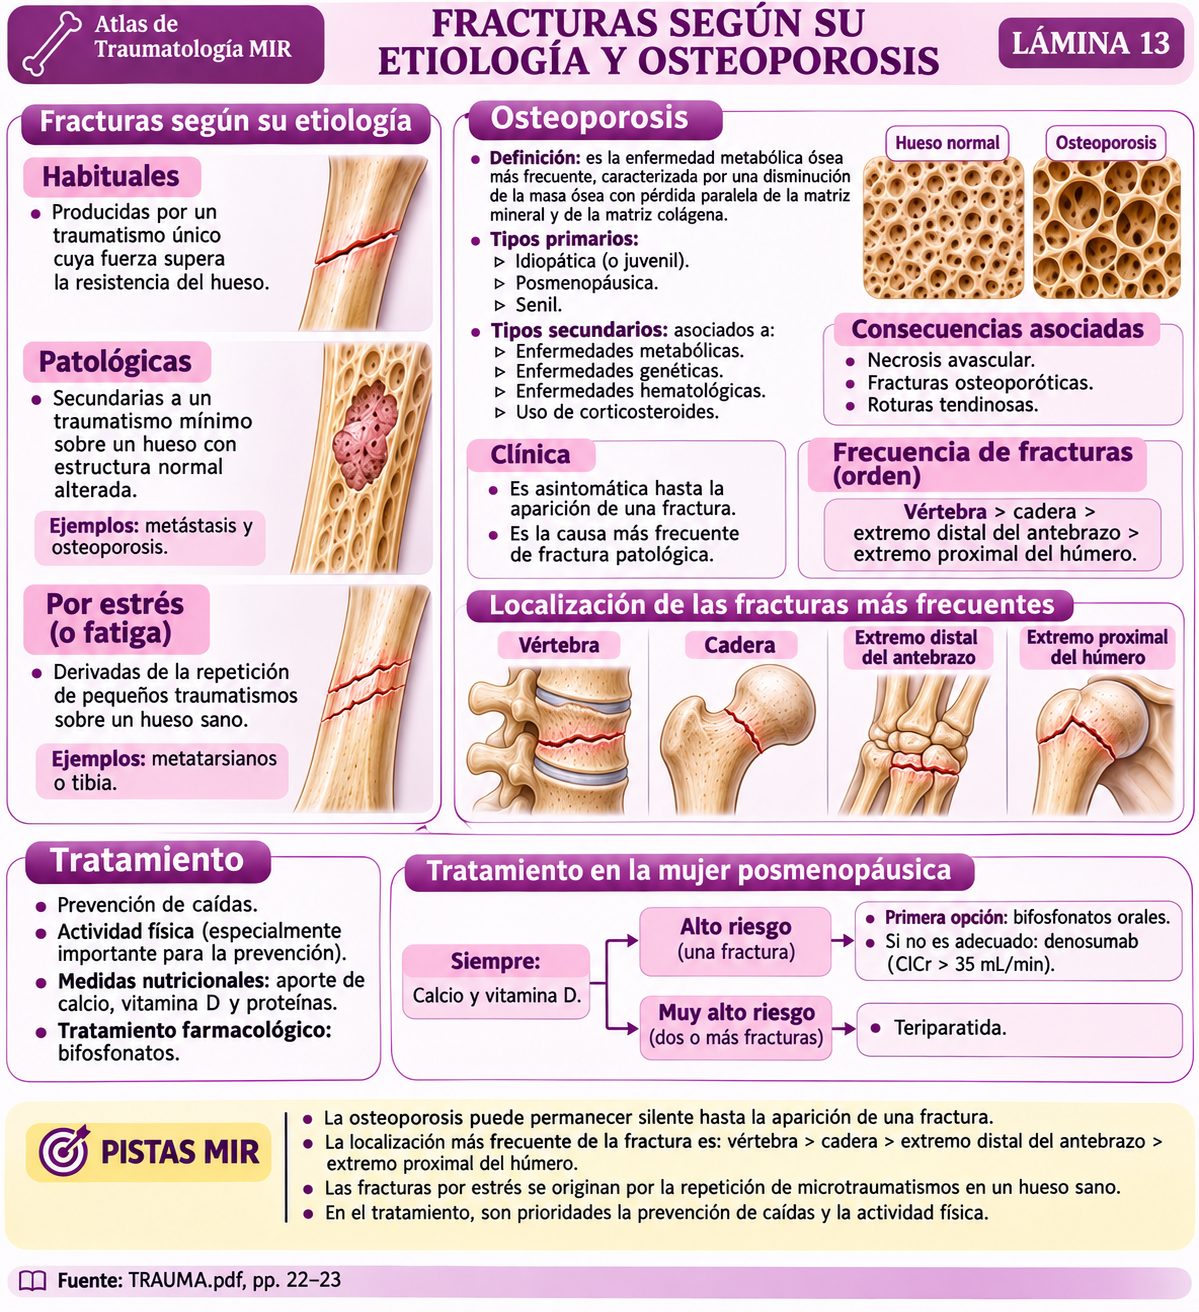 Atlas de
Traumatología MIR
FRACTURAS SEGÚN SU
ETIOLOGÍA Y OSTEOPOROSIS
LÁMINA 13
Fracturas según su etiología
Habituales
• Producidas por un
traumatismo único
cuya fuerza supera
la resistencia del hueso.
Patológicas
• Secundarias a un
traumatismo mínimo
sobre un hueso con
estructura normal
alterada.
Ejemplos: metástasis y
osteoporosis.
Por estrés
(o fatiga)
• Derivadas de la repetición
de pequeños traumatismos
sobre un hueso sano.
Ejemplos: metatarsianos
o tibia.
Osteoporosis
• Definición: es la enfermedad metabólica ósea
más frecuente, caracterizada por una disminución
de la masa ósea con pérdida paralela de la matriz
mineral y de la matriz colágena.
• Tipos primarios:
▷ Idiopática (o juvenil).
▷ Posmenopáusica.
▷ Senil.
• Tipos secundarios: asociados a:
▷ Enfermedades metabólicas.
▷ Enfermedades genéticas.
▷ Enfermedades hematológicas.
▷ Uso de corticosteroides.
Hueso normal
Osteoporosis
Consecuencias asociadas
• Necrosis avascular.
• Fracturas osteoporóticas.
• Roturas tendinosas.
Clínica
• Es asintomática hasta la
aparición de una fractura.
• Es la causa más frecuente
de fractura patológica.
Frecuencia de fracturas
(orden)
Vértebra > cadera >
extremo distal del antebrazo >
extremo proximal del húmero.
Localización de las fracturas más frecuentes
Vértebra
Cadera
Extremo distal
del antebrazo
Extremo proximal
del húmero
Tratamiento
• Prevención de caídas.
• Actividad física (especialmente
importante para la prevención).
• Medidas nutricionales: aporte de
calcio, vitamina D y proteínas.
• Tratamiento farmacológico:
bifosfonatos.
Tratamiento en la mujer posmenopáusica
Siempre:
Calcio y vitamina D.
Alto riesgo
(una fractura)
• Primera opción: bifosfonatos orales.
• Si no es adecuado: denosumab
(ClCr > 35 mL/min).
Muy alto riesgo
(dos o más fracturas)
• Teriparatida.
PISTAS MIR
• La osteoporosis puede permanecer silente hasta la aparición de una fractura.
• La localización más frecuente de la fractura es: vértebra > cadera > extremo distal del antebrazo >
extremo proximal del húmero.
• Las fracturas por estrés se originan por la repetición de microtraumatismos en un hueso sano.
• En el tratamiento, son prioridades la prevención de caídas y la actividad física.
Fuente: TRAUMA.pdf, pp. 22–23